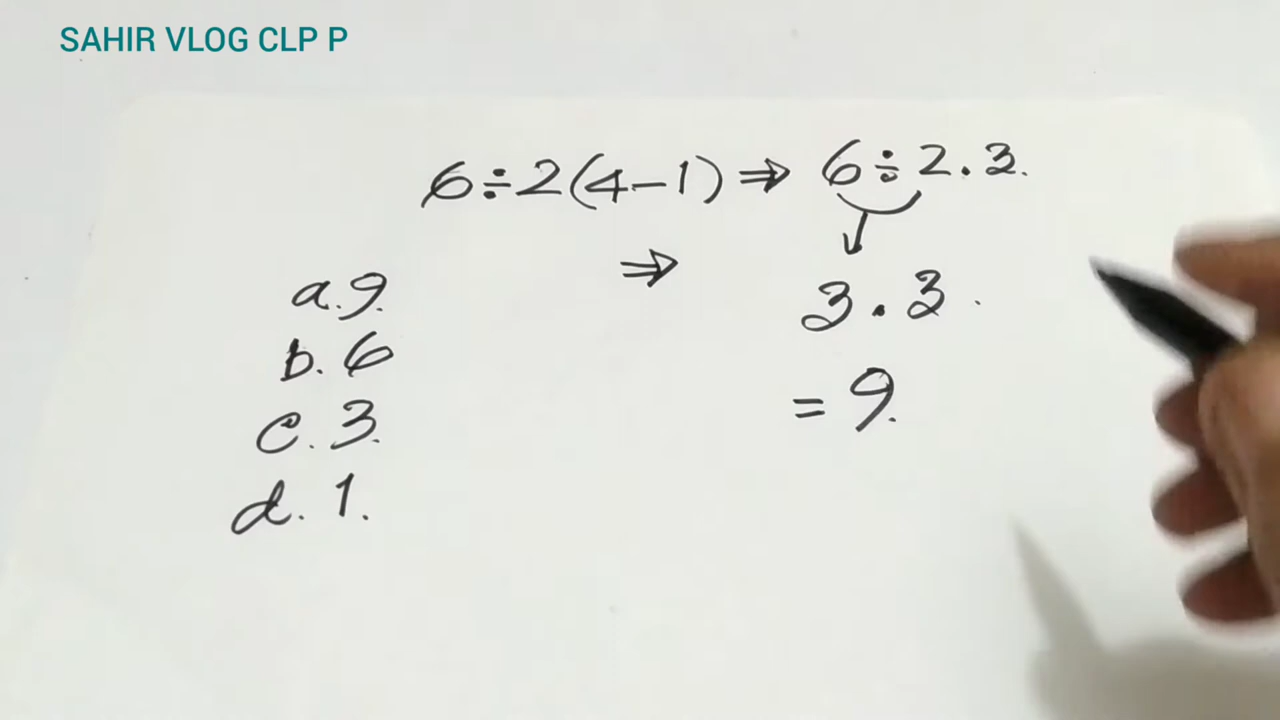 SAHIR VLOG CLP P
6÷2(4-1) ⇒ 6÷2.3.
⇒ 3.3.
= 9.
a. 9.
b. 6
c. 3.
d. 1.